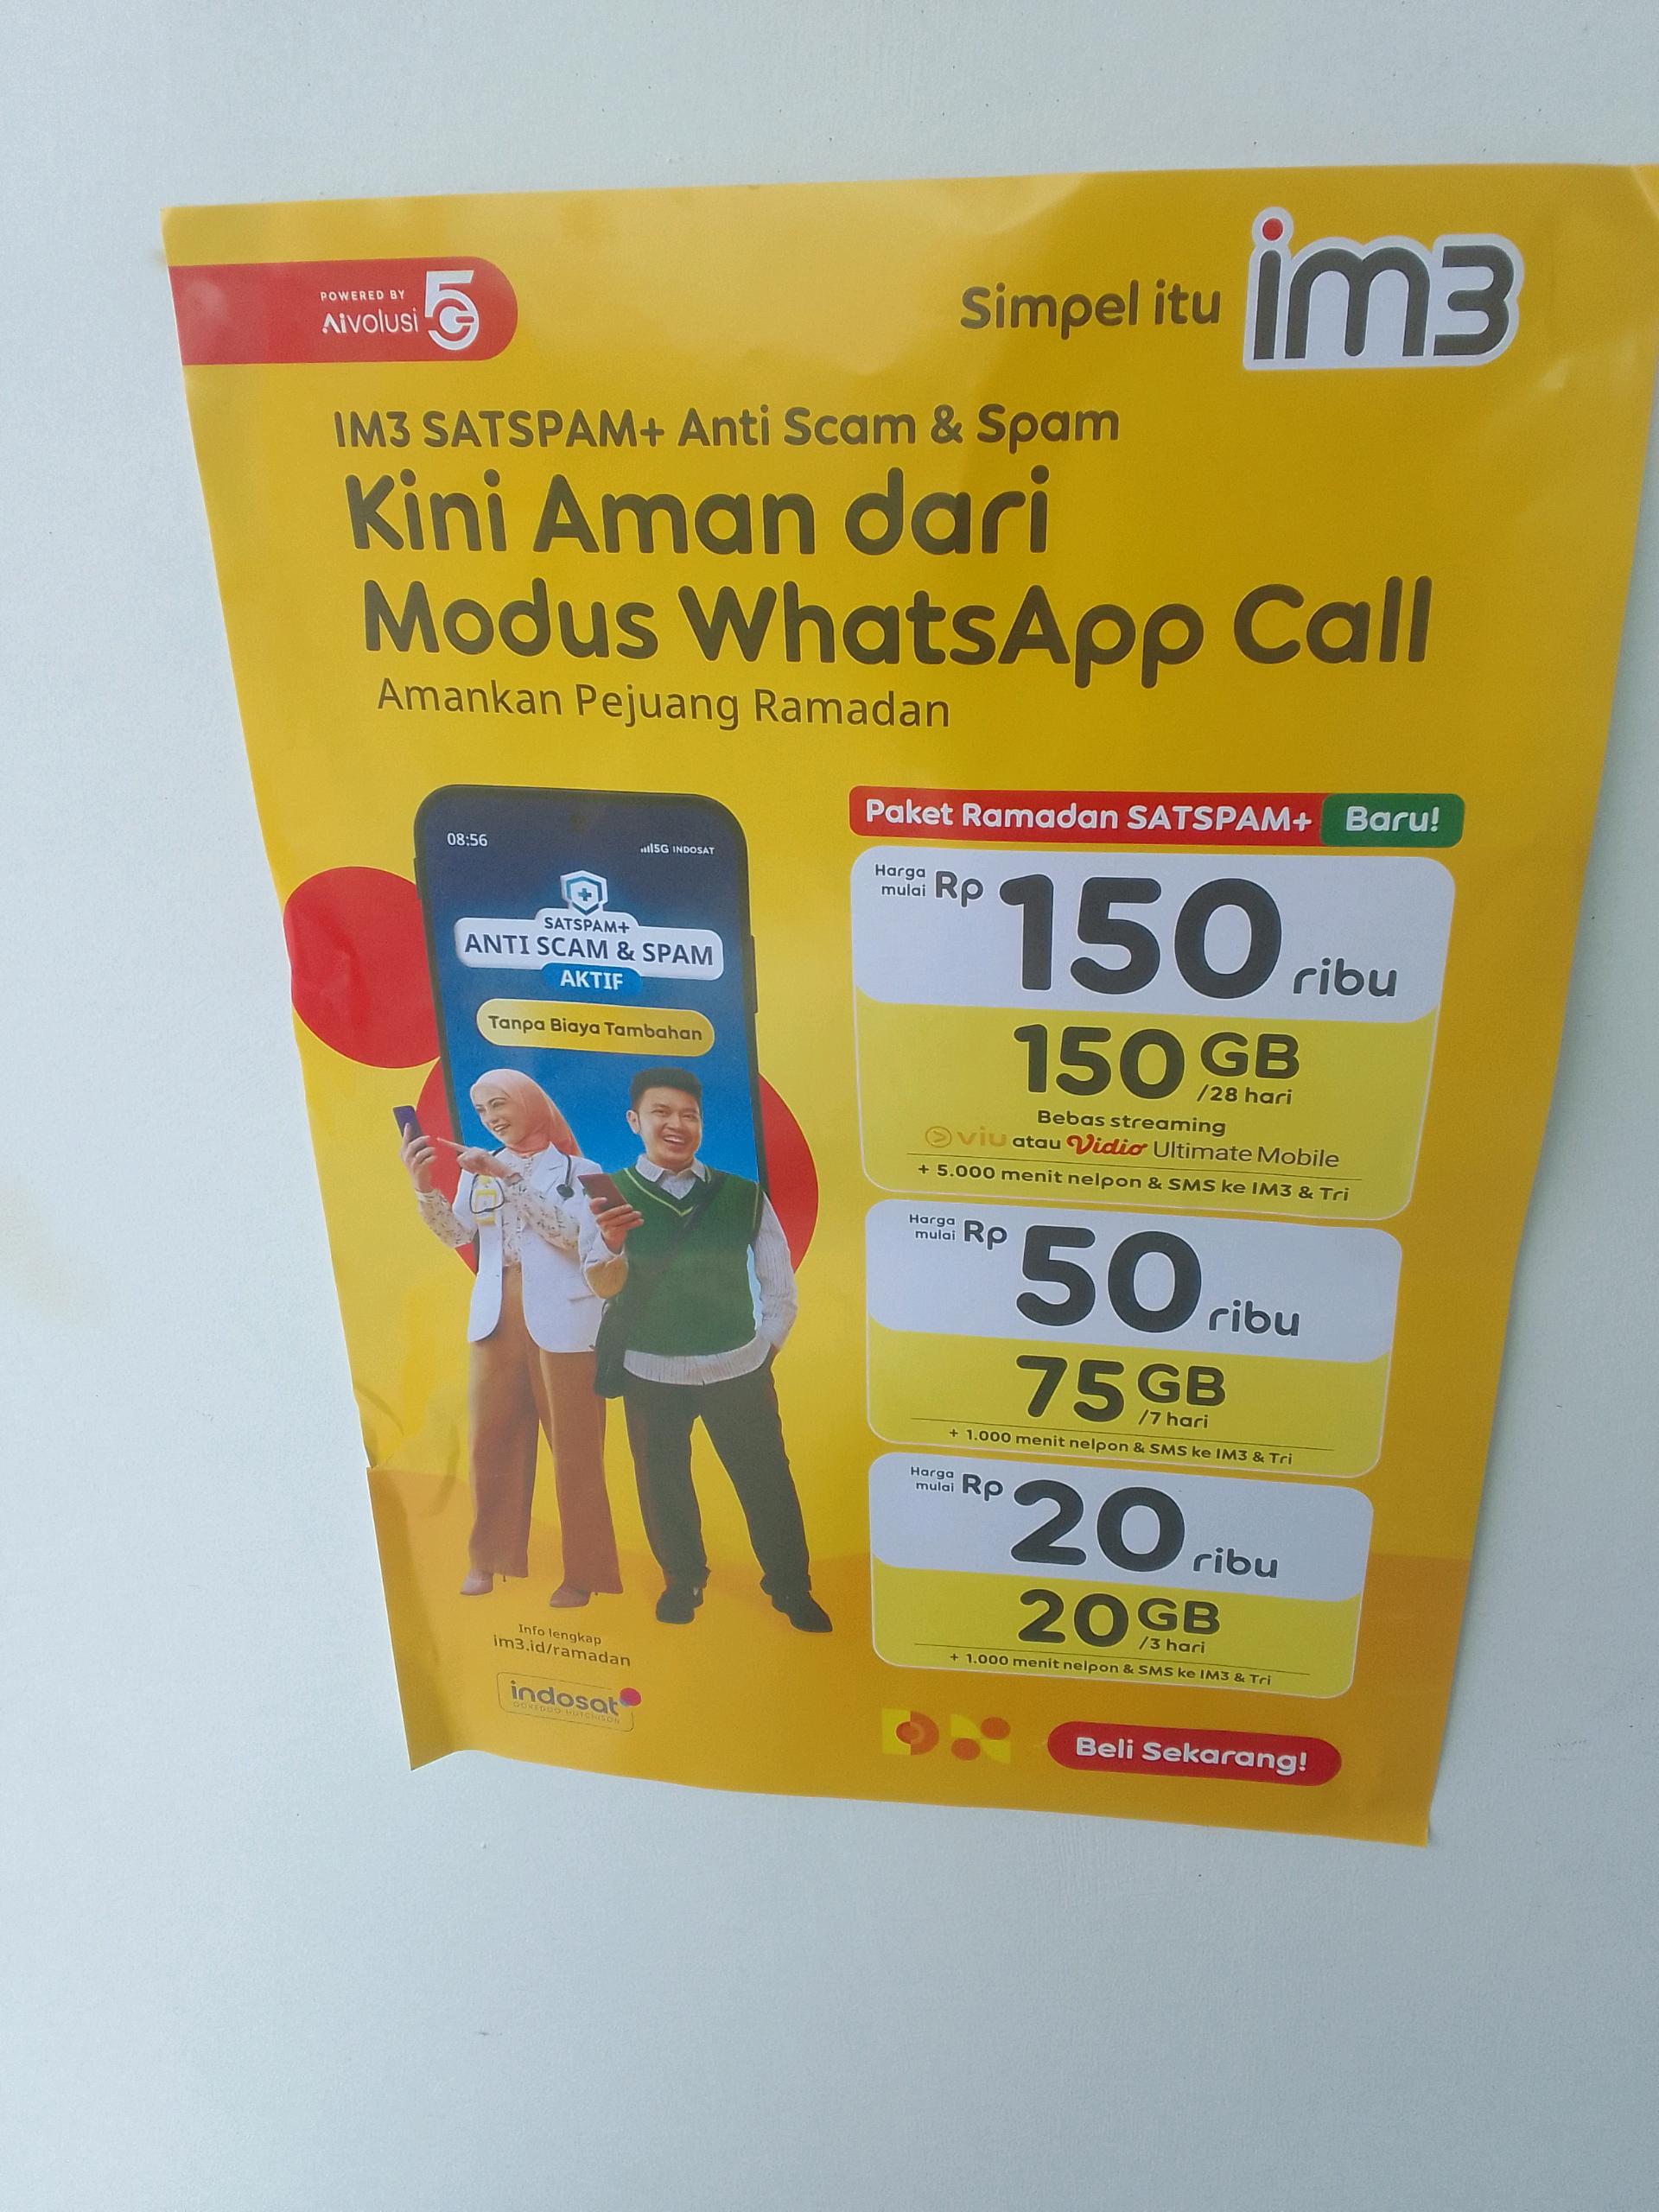 POWERED BY
AIvolusi 5G
Simpel itu im3
IM3 SATSPAM+ Anti Scam & Spam
Kini Aman dari
Modus WhatsApp Call
Amankan Pejuang Ramadan
08:56
5G INDOSAT
SATSPAM+
ANTI SCAM & SPAM
AKTIF
Tanpa Biaya Tambahan
Info lengkap
im3.id/ramadan
indosat
OOREDOO HUTCHISON
Paket Ramadan SATSPAM+ Baru!
Harga mulai Rp 150 ribu
150 GB
/28 hari
Bebas streaming
viu atau Vidio Ultimate Mobile
+ 5.000 menit nelpon & SMS ke IM3 & Tri
Harga mulai Rp 50 ribu
75 GB
/7 hari
+ 1.000 menit nelpon & SMS ke IM3 & Tri
Harga mulai Rp 20 ribu
20 GB
/3 hari
+ 1.000 menit nelpon & SMS ke IM3 & Tri
Beli Sekarang!